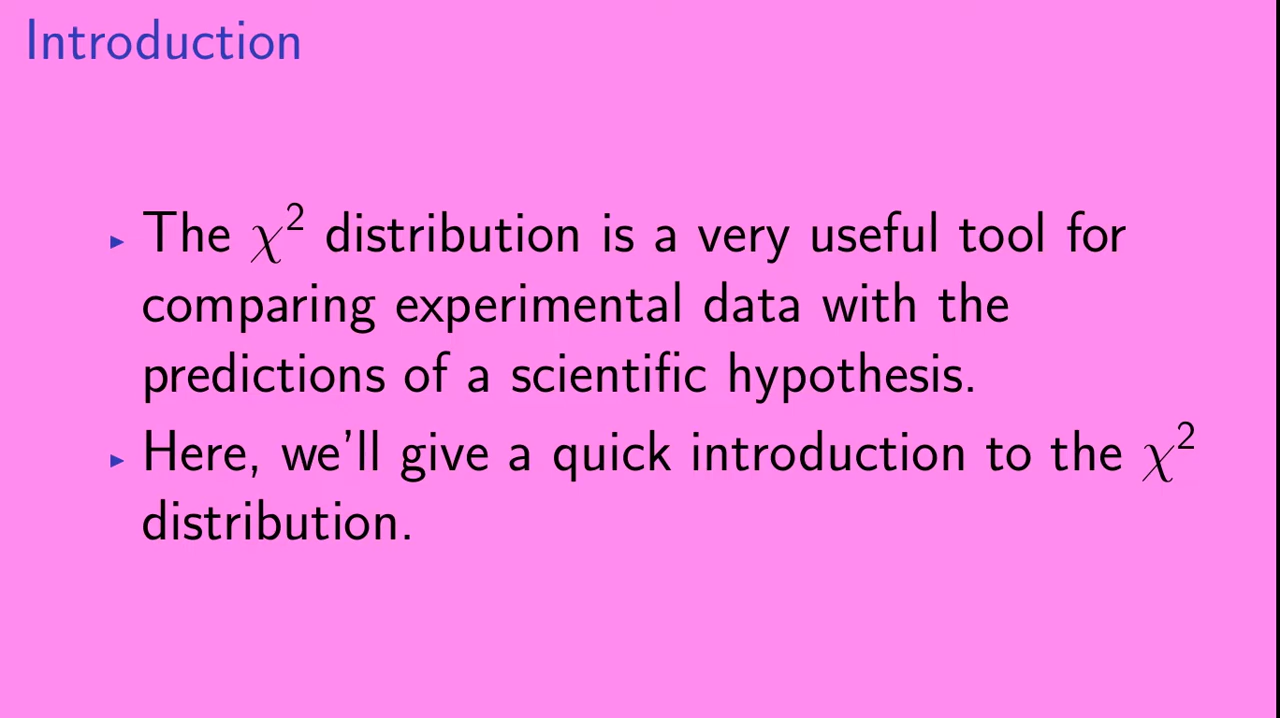 Introduction
▸ The χ² distribution is a very useful tool for
comparing experimental data with the
predictions of a scientific hypothesis.
▸ Here, we'll give a quick introduction to the χ²
distribution.